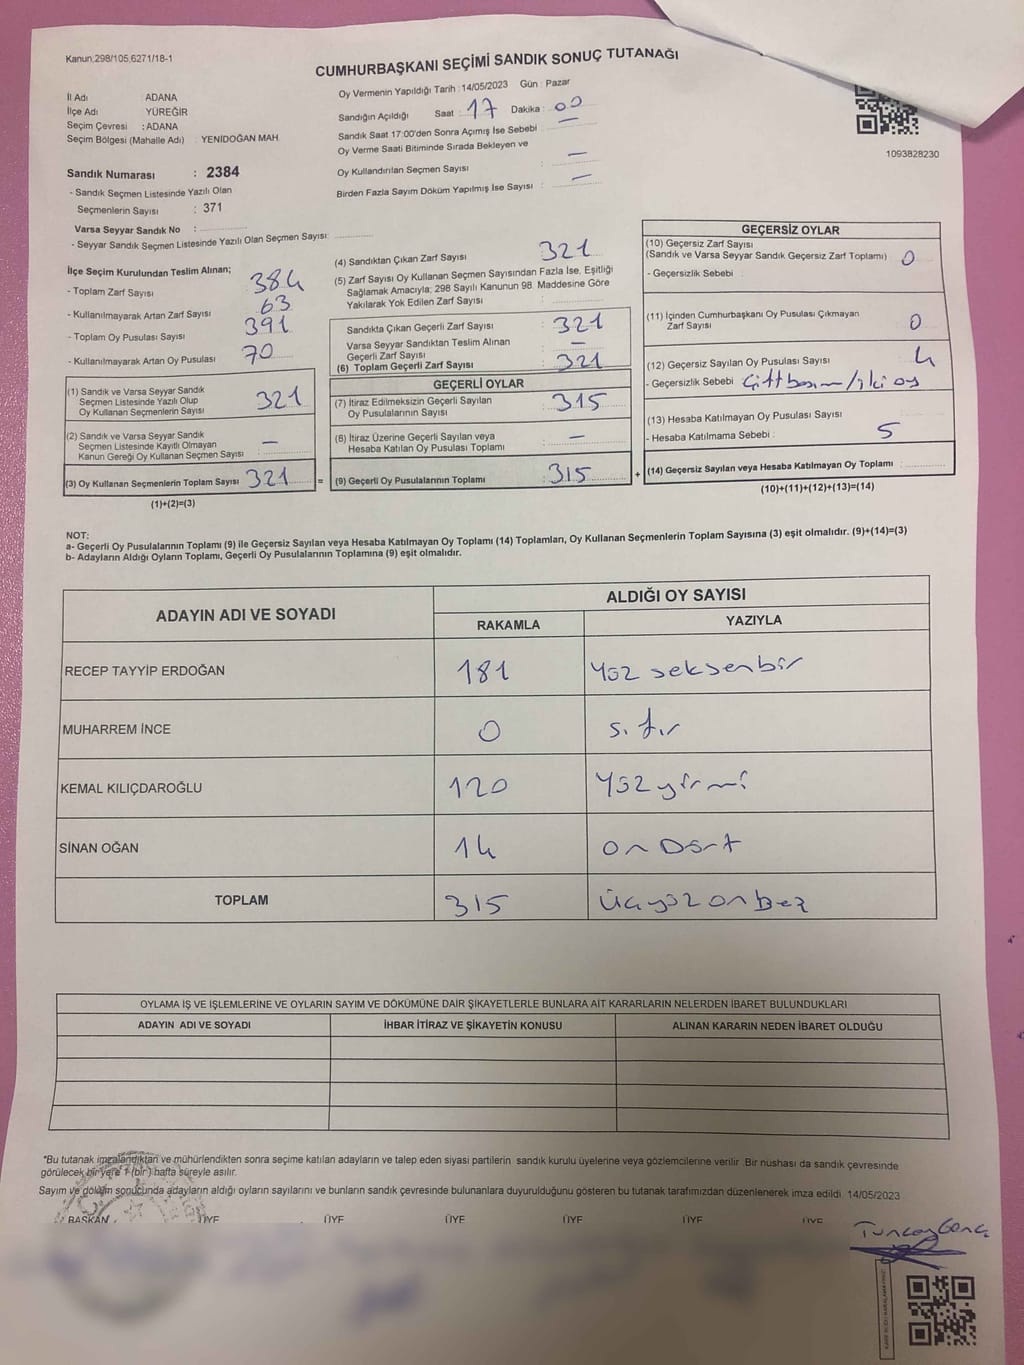 Kanun:298/105,6271/18-1
CUMHURBAŞKANI SEÇİMİ SANDIK SONUÇ TUTANAĞI
İl Adı ADANA
İlçe Adı YÜREĞİR
Seçim Çevresi : ADANA
Seçim Bölgesi (Mahalle Adı) : YENİDOĞAN MAH.
Oy Vermenin Yapıldığı Tarih : 14/05/2023 Gün : Pazar
Sandığın Açıldığı Saat : 17 Dakika : 00
Sandık Saat 17:00'den Sonra Açımış İse Sebebi : —
Oy Verme Saati Bitiminde Sırada Bekleyen ve
Oy Kullandırılan Seçmen Sayısı : —
Birden Fazla Sayım Döküm Yapılmış İse Sayısı : —
1093828230
Sandık Numarası : 2384
- Sandık Seçmen Listesinde Yazılı Olan
Seçmenlerin Sayısı : 371
Varsa Seyyar Sandık No :
- Seyyar Sandık Seçmen Listesinde Yazılı Olan Seçmen Sayısı:
İlçe Seçim Kurulundan Teslim Alınan;
- Toplam Zarf Sayısı 384
- Kullanılmayarak Artan Zarf Sayısı 63
- Toplam Oy Pusulası Sayısı 391
- Kullanılmayarak Artan Oy Pusulası 70
(1) Sandık ve Varsa Seyyar Sandık
Seçmen Listesinde Yazılı Olup
Oy Kullanan Seçmenlerin Sayısı 321
(2) Sandık ve Varsa Seyyar Sandık
Seçmen Listesinde Kayıtlı Olmayan
Kanun Gereği Oy Kullanan Seçmen Sayısı : —
(3) Oy Kullanan Seçmenlerin Toplam Sayısı 321 =
(1)+(2)=(3)
(4) Sandıktan Çıkan Zarf Sayısı 321
(5) Zarf Sayısı Oy Kullanan Seçmen Sayısından Fazla İse, Eşitliği
Sağlamak Amacıyla; 298 Sayılı Kanunun 98. Maddesine Göre
Yakılarak Yok Edilen Zarf Sayısı :
Sandıkta Çıkan Geçerli Zarf Sayısı : 321
Varsa Seyyar Sandıktan Teslim Alınan
Geçerli Zarf Sayısı : —
(6) Toplam Geçerli Zarf Sayısı : 321
GEÇERLİ OYLAR
(7) İtiraz Edilmeksizin Geçerli Sayılan
Oy Pusulalarının Sayısı : 315
(8) İtiraz Üzerine Geçerli Sayılan veya
Hesaba Katılan Oy Pusulası Toplamı : —
(9) Geçerli Oy Pusulalarının Toplamı : 315 +
GEÇERSİZ OYLAR
(10) Geçersiz Zarf Sayısı
(Sandık ve Varsa Seyyar Sandık Geçersiz Zarf Toplamı) : 0
- Geçersizlik Sebebi :
(11) İçinden Cumhurbaşkanı Oy Pusulası Çıkmayan
Zarf Sayısı : 0
(12) Geçersiz Sayılan Oy Pusulası Sayısı : 4
- Geçersizlik Sebebi : Çift basım/iki oy
(13) Hesaba Katılmayan Oy Pusulası Sayısı :
- Hesaba Katılmama Sebebi : 5
(14) Geçersiz Sayılan veya Hesaba Katılmayan Oy Toplamı :
(10)+(11)+(12)+(13)=(14)
NOT:
a- Geçerli Oy Pusulalarının Toplamı (9) ile Geçersiz Sayılan veya Hesaba Katılmayan Oy Toplamı (14) Toplamları, Oy Kullanan Seçmenlerin Toplam Sayısına (3) eşit olmalıdır. (9)+(14)=(3)
b- Adayların Aldığı Oyların Toplamı, Geçerli Oy Pusulalarının Toplamına (9) eşit olmalıdır.
ADAYIN ADI VE SOYADI ALDIĞI OY SAYISI
RAKAMLA YAZIYLA
RECEP TAYYİP ERDOĞAN 181 Yüz seksenbir
MUHARREM İNCE 0 sıfır
KEMAL KILIÇDAROĞLU 120 Yüz yirmi
SİNAN OĞAN 14 on Dört
TOPLAM 315 Üçyüz on beş
OYLAMA İŞ VE İŞLEMLERİNE VE OYLARIN SAYIM VE DÖKÜMÜNE DAİR ŞİKAYETLERLE BUNLARA AİT KARARLARIN NELERDEN İBARET BULUNDUKLARI
ADAYIN ADI VE SOYADI İHBAR İTİRAZ VE ŞİKAYETİN KONUSU ALINAN KARARIN NEDEN İBARET OLDUĞU
*Bu tutanak imzalandıktan ve mühürlendikten sonra seçime katılan adayların ve talep eden siyasi partilerin sandık kurulu üyelerine veya gözlemcilerine verilir. Bir nushası da sandık çevresinde
görülecek bir yere 1 (bir) hafta süreyle asılır.
Sayım ve döküm sonucunda adayların aldığı oyların sayılarını ve bunların sandık çevresinde bulunanlara duyurulduğunu gösteren bu tutanak tarafımızdan düzenlenerek imza edildi. 14/05/2023
BAŞKAN ÜYE ÜYE ÜYE ÜYE ÜYE ÜYE
Tuncay Genç